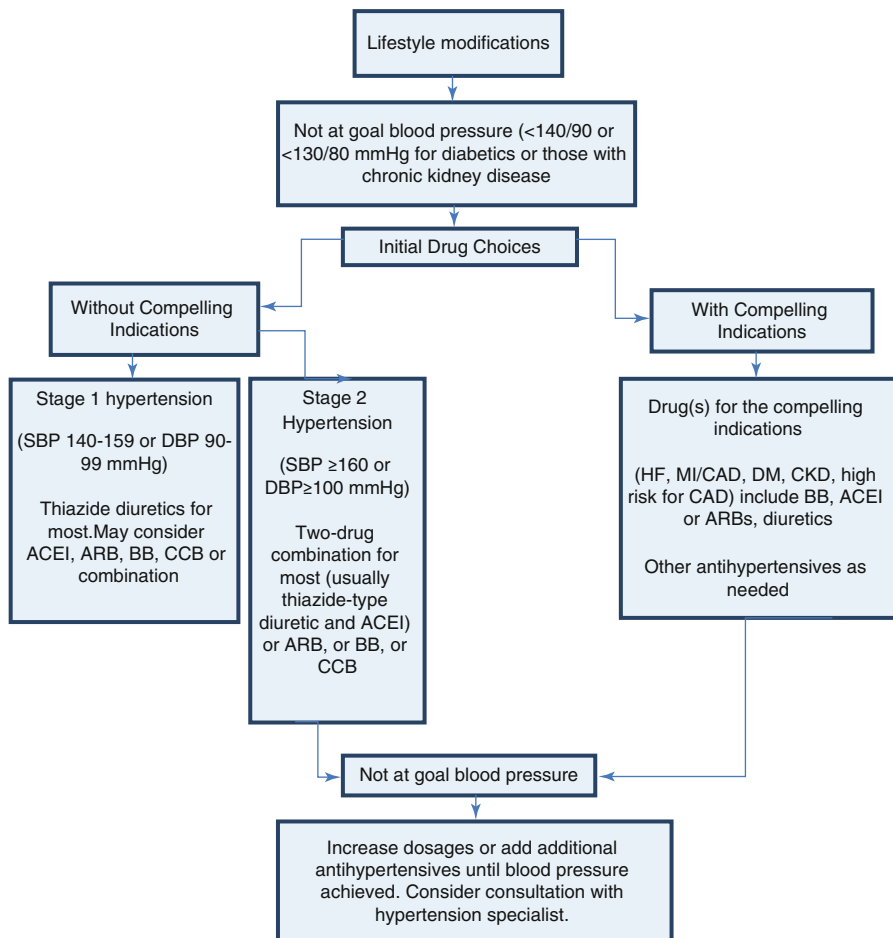 Lifestyle modifications
Not at goal blood pressure (<140/90 or
<130/80 mmHg for diabetics or those with
chronic kidney disease
Initial Drug Choices
Without Compelling
Indications
With Compelling
Indications
Stage 1 hypertension
(SBP 140-159 or DBP 90-
99 mmHg)
Thiazide diuretics for
most.May consider
ACEI, ARB, BB, CCB or
combination
Stage 2
Hypertension
(SBP ≥160 or
DBP≥100 mmHg)
Two-drug
combination for
most (usually
thiazide-type
diuretic and ACEI)
or ARB, or BB, or
CCB
Drug(s) for the compelling
indications
(HF, MI/CAD, DM, CKD, high
risk for CAD) include BB, ACEI
or ARBs, diuretics
Other antihypertensives as
needed
Not at goal blood pressure
Increase dosages or add additional
antihypertensives until blood pressure
achieved. Consider consultation with
hypertension specialist.